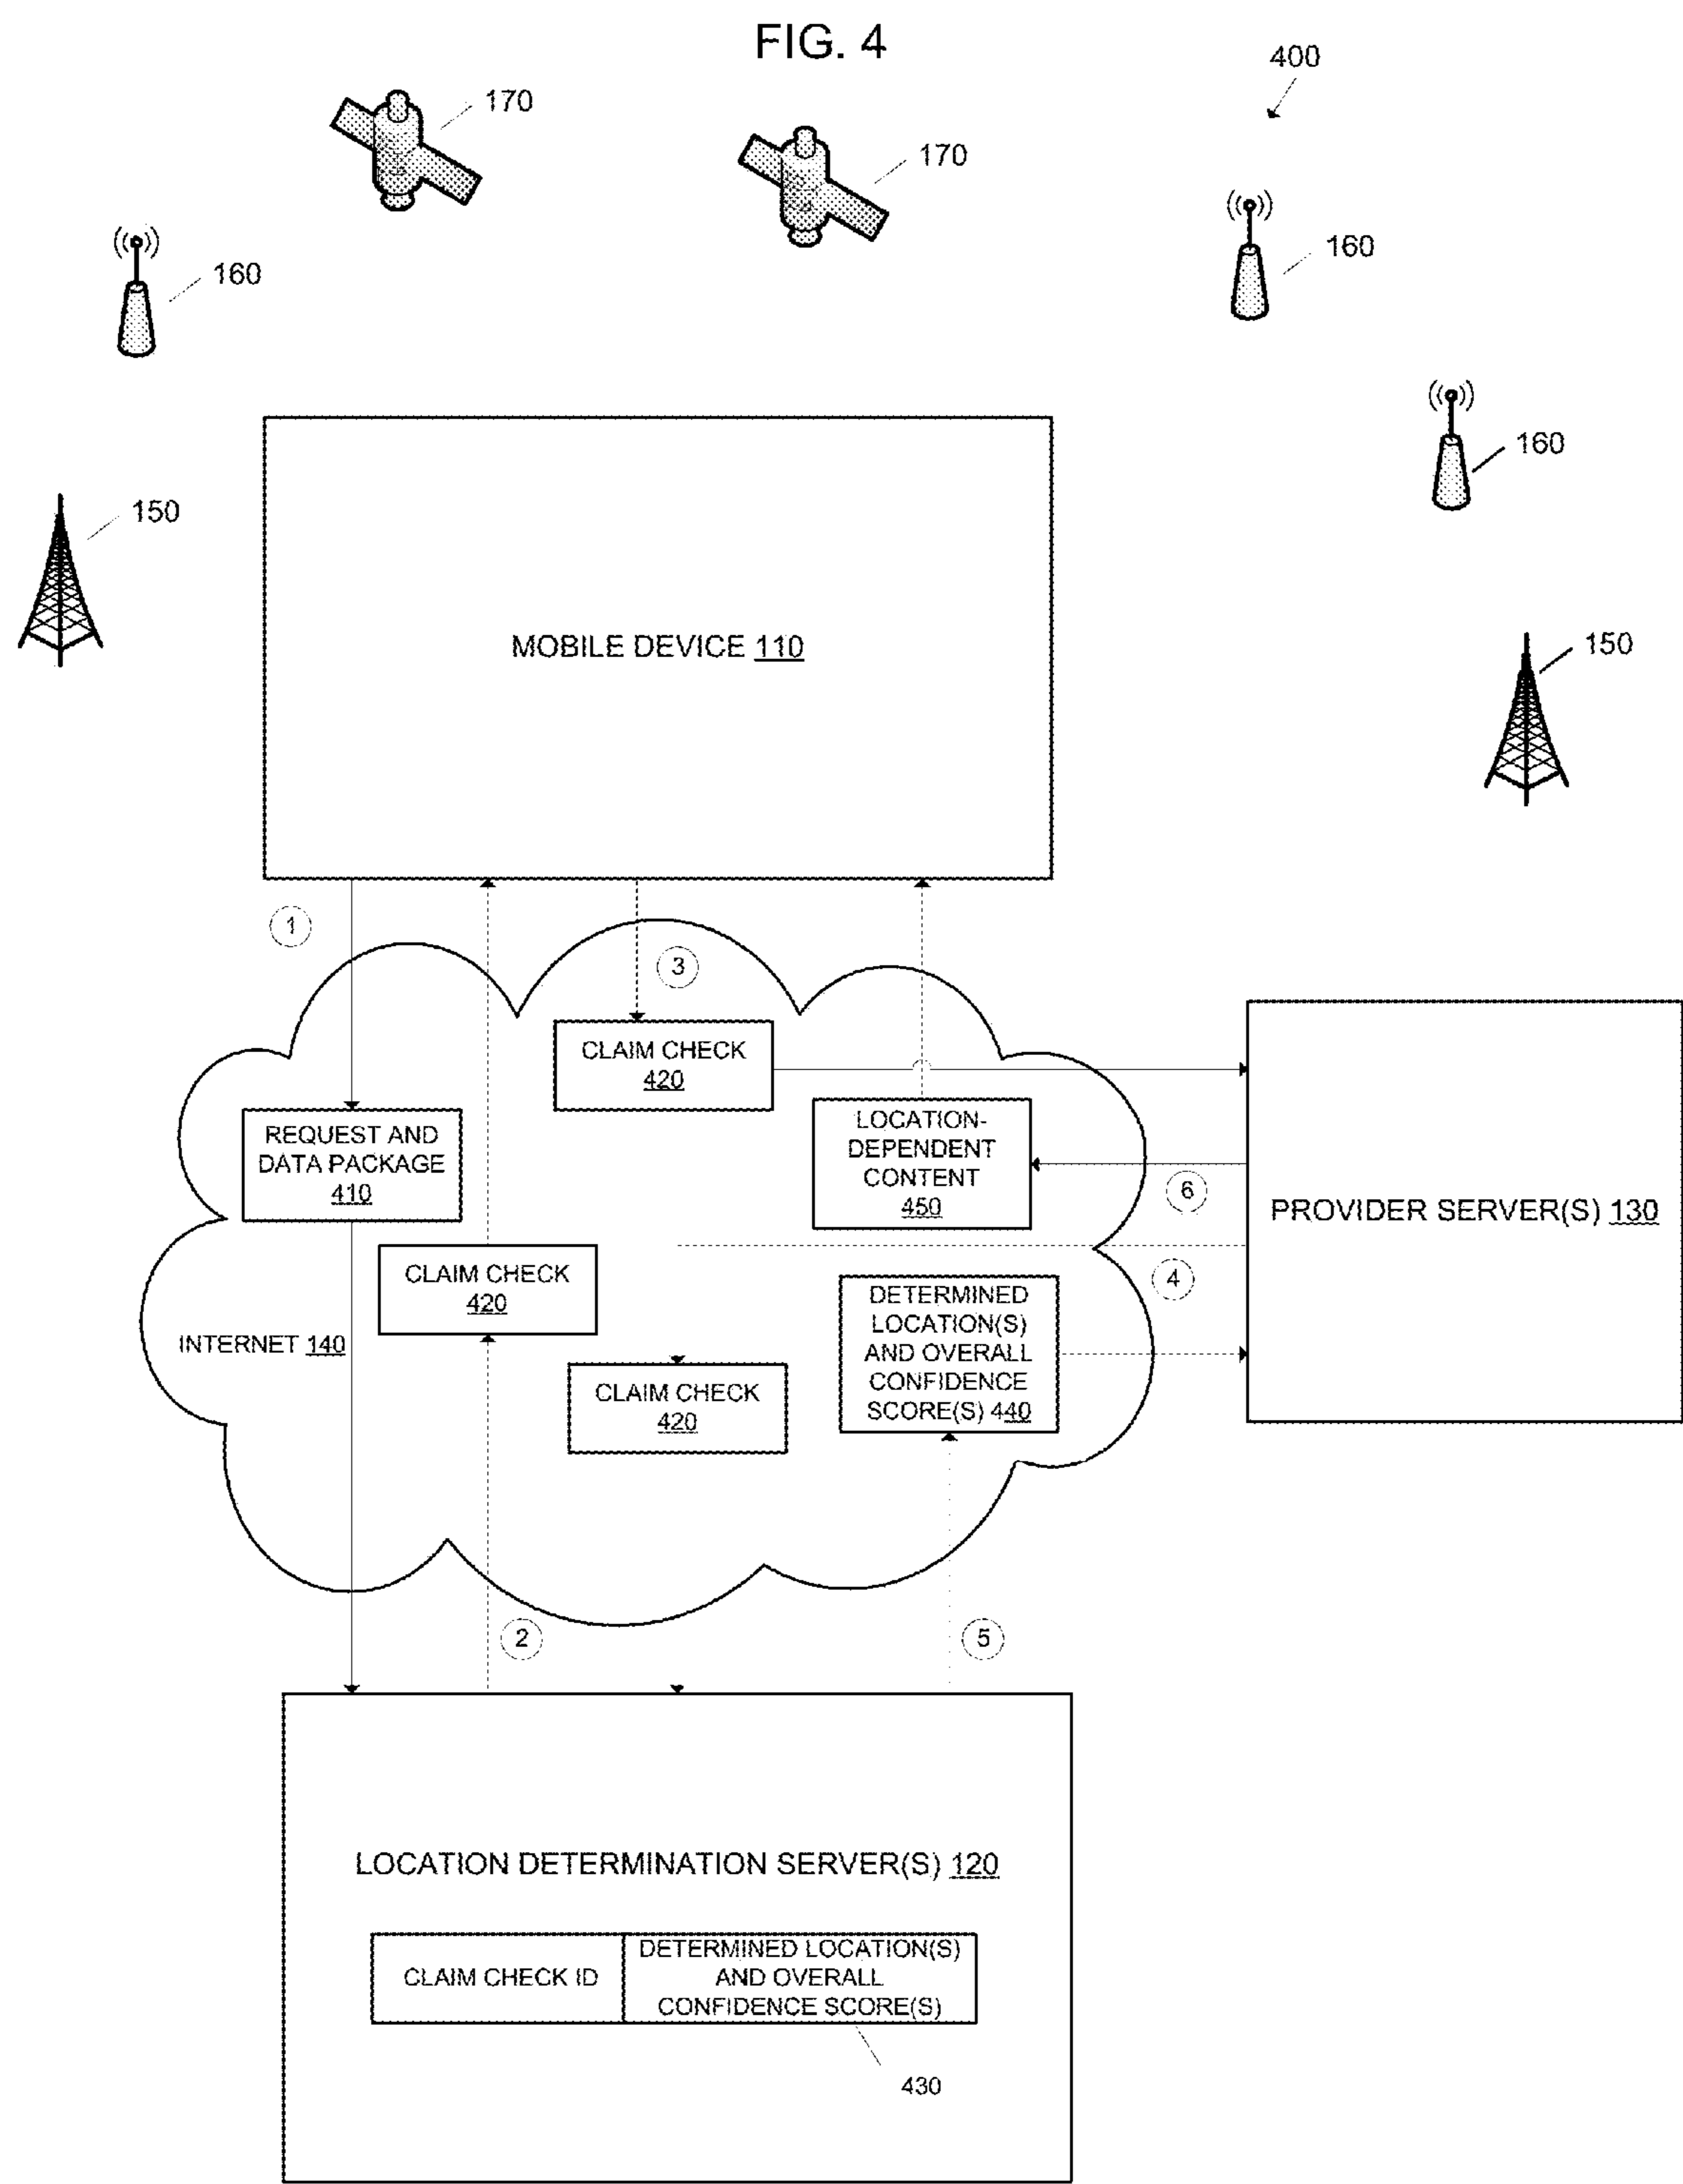 FIG. 4
400
170
170
160
160
160
150
150
MOBILE DEVICE 110
1
3
CLAIM CHECK
420
REQUEST AND
DATA PACKAGE
410
LOCATION-
DEPENDENT
CONTENT
450
6
PROVIDER SERVER(S) 130
4
CLAIM CHECK
420
DETERMINED
LOCATION(S)
AND OVERALL
CONFIDENCE
SCORE(S) 440
INTERNET 140
CLAIM CHECK
420
2
5
LOCATION DETERMINATION SERVER(S) 120
CLAIM CHECK ID
DETERMINED LOCATION(S)
AND OVERALL
CONFIDENCE SCORE(S)
430